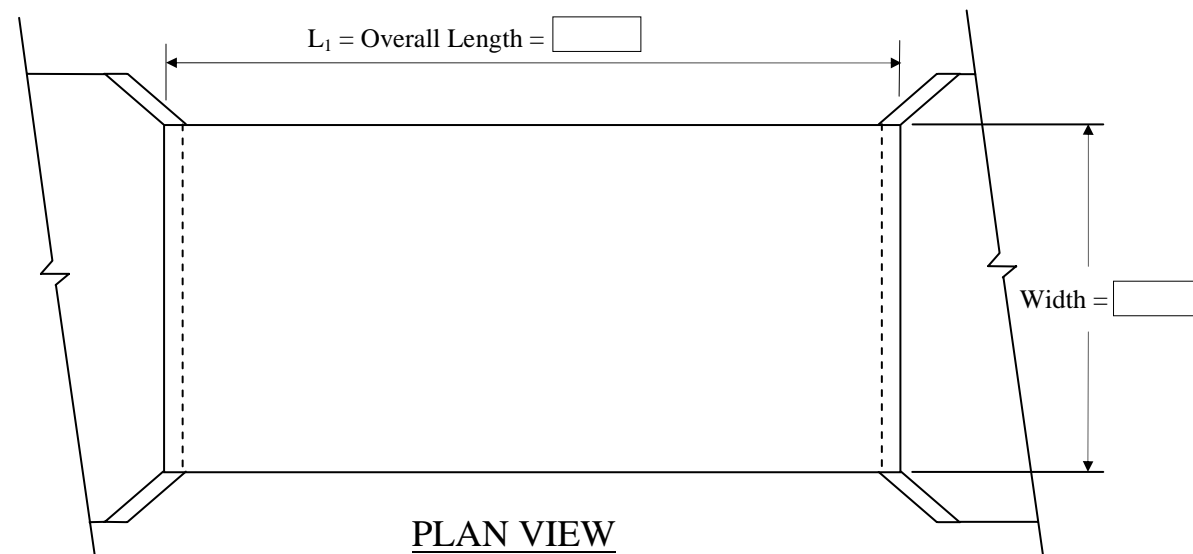 L₁ = Overall Length =
Width =
PLAN VIEW